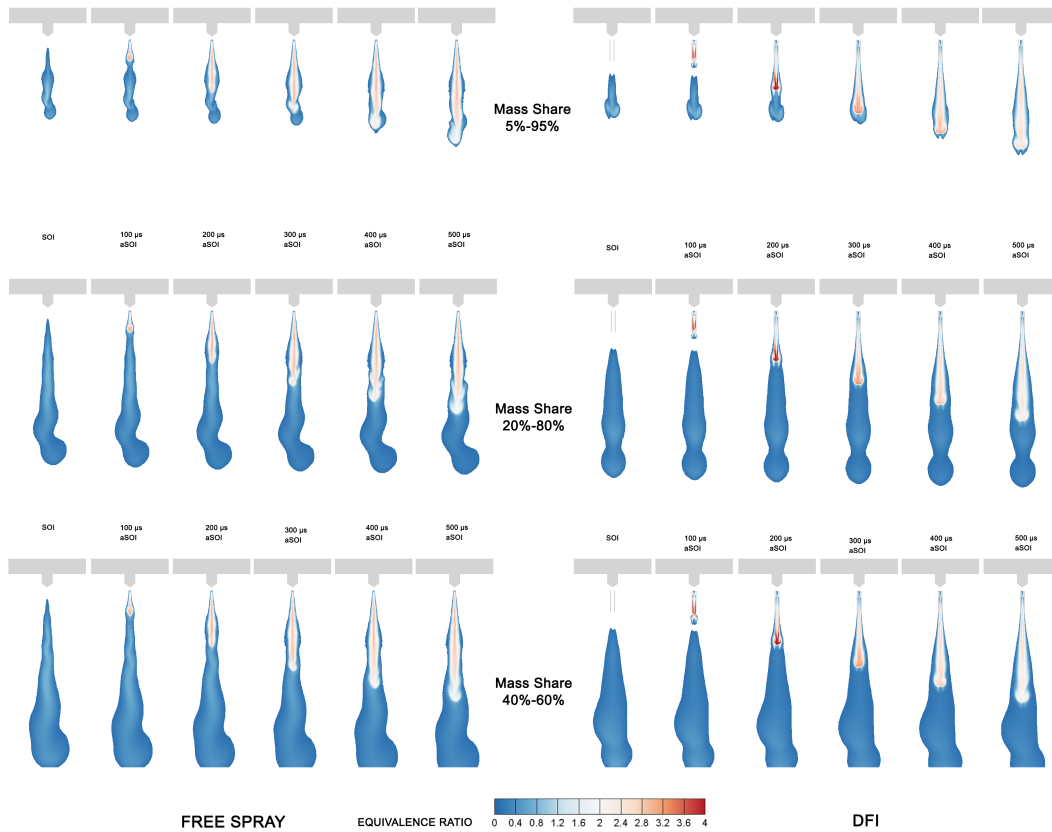 Mass Share
5%-95%
SOI
100 µs
aSOI
200 µs
aSOI
300 µs
aSOI
400 µs
aSOI
500 µs
aSOI
SOI
100 µs
aSOI
200 µs
aSOI
300 µs
aSOI
400 µs
aSOI
500 µs
aSOI
Mass Share
20%-80%
SOI
100 µs
aSOI
200 µs
aSOI
300 µs
aSOI
400 µs
aSOI
500 µs
aSOI
SOI
100 µs
aSOI
200 µs
aSOI
300 µs
aSOI
400 µs
aSOI
500 µs
aSOI
Mass Share
40%-60%
FREE SPRAY
EQUIVALENCE RATIO
0 0.4 0.8 1.2 1.6 2 2.4 2.8 3.2 3.6 4
DFI